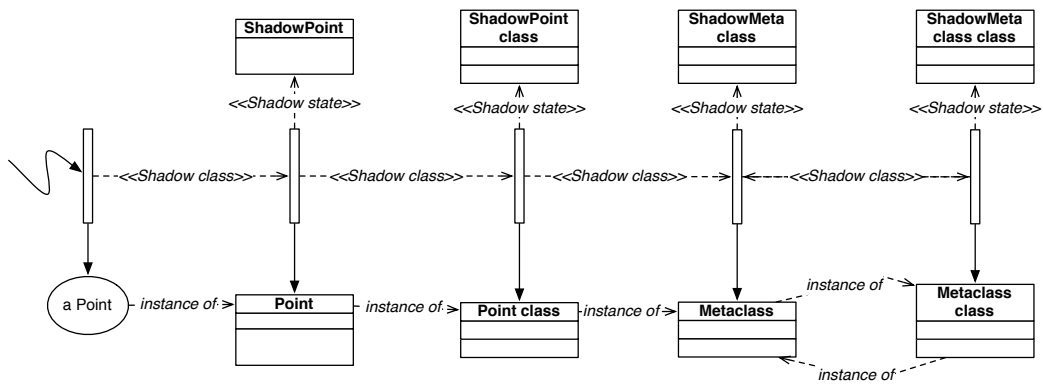 ShadowPoint
ShadowPoint
class
ShadowMeta
class
ShadowMeta
class class
<<Shadow state>>
<<Shadow state>>
<<Shadow state>>
<<Shadow state>>
<<Shadow class>>
<<Shadow class>>
<<Shadow class>>
<<Shadow class>>
a Point
instance of
Point
instance of
Point class
instance of
Metaclass
instance of
Metaclass
class
instance of